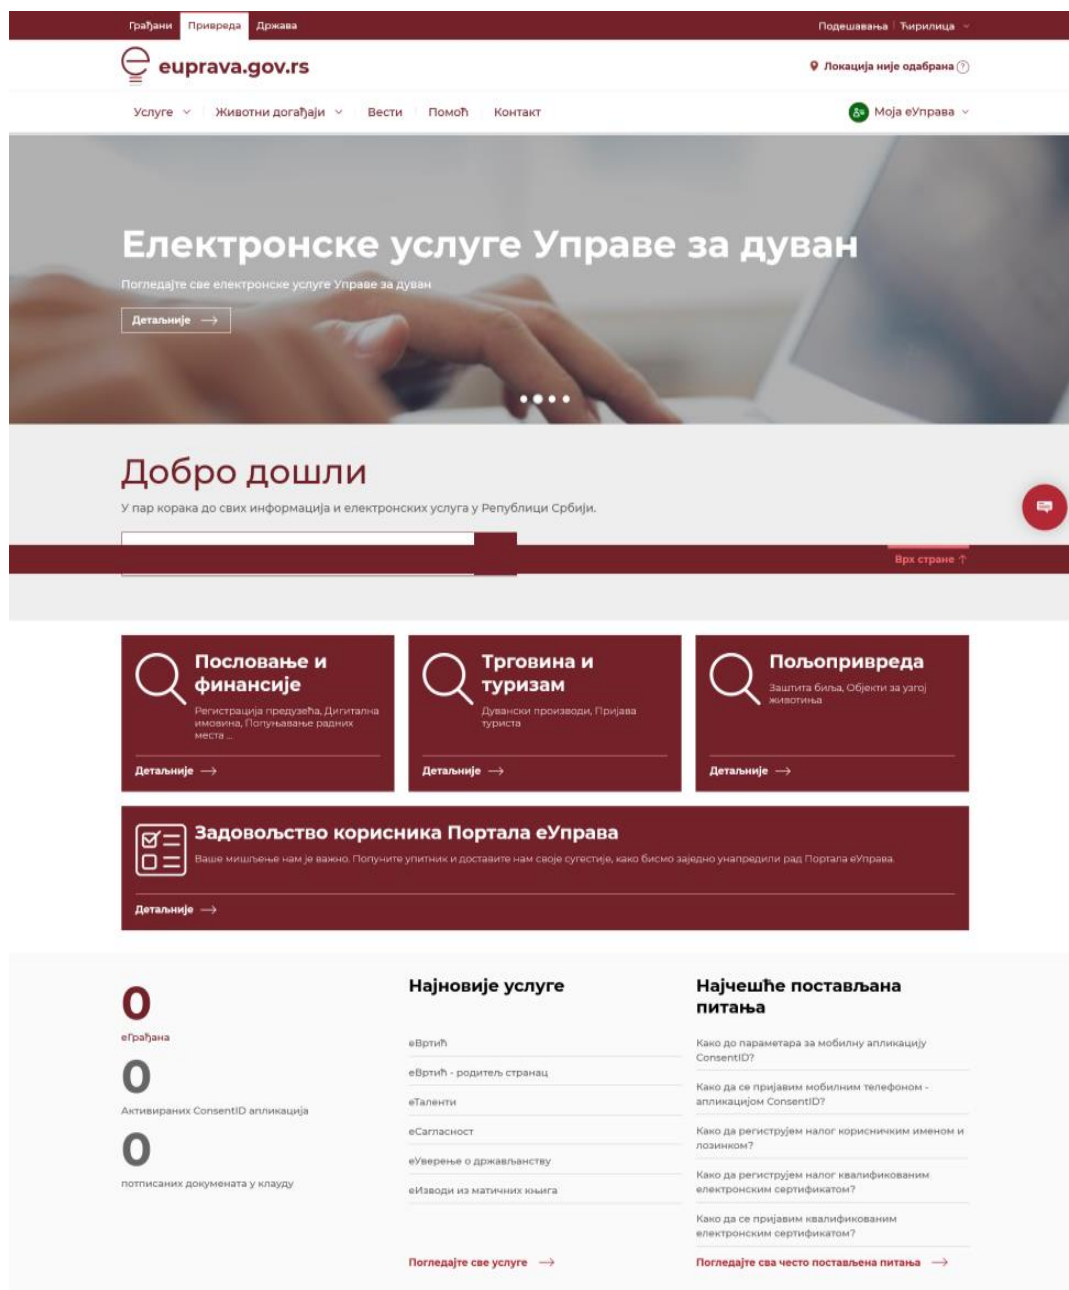 Грађани Привреда Држава
Подешавања Ћирилица
euprava.gov.rs
Локација није одабрана ?
Услуге Животни догађаји Вести Помоћ Контакт
Моја еУправа
Електронске услуге Управе за дуван
Погледајте све електронске услуге Управе за дуван
Детаљније →
Добро дошли
У пар корака до свих информација и електронских услуга у Републици Србији.
Врх стране ↑
Пословање и
финансије
Регистрација предузећа, Дигитална
имовина, Попуњавање радних
места ...
Детаљније →
Трговина и
туризам
Дувански производи, Пријава
туриста
Детаљније →
Пољопривреда
Заштита биља, Објекти за узгој
животиња
Детаљније →
Задовољство корисника Портала еУправа
Ваше мишљење нам је важно. Попуните упитник и доставите нам своје сугестије, како бисмо заједно унапредили рад Портала еУправа.
Детаљније →
0
еГрађана
0
Активираних ConsentID апликација
0
потписаних докумената у клауду
Најновије услуге
еВртић
еВртић - родитељ странац
еТаленти
еСагласност
еУверење о држављанству
еИзводи из матичних књига
Погледајте све услуге →
Најчешће постављана
питања
Како до параметара за мобилну апликацију
ConsentID?
Како да се пријавим мобилним телефоном -
апликацијом ConsentID?
Како да региструјем налог корисничким именом и
лозинком?
Како да региструјем налог квалификованим
електронским сертификатом?
Како да се пријавим квалификованим
електронским сертификатом?
Погледајте сва често постављена питања →